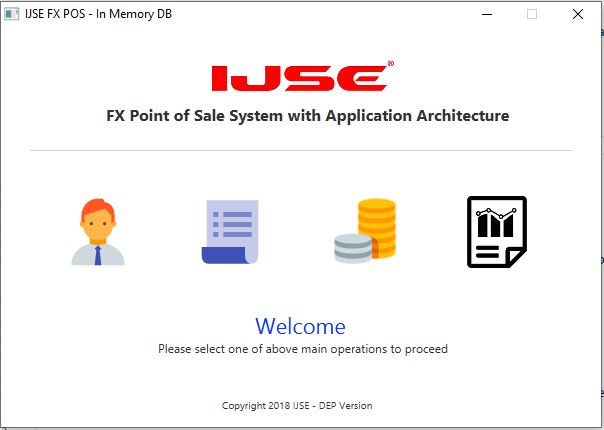 IJSE FX POS - In Memory DB
IJSE®
FX Point of Sale System with Application Architecture
Welcome
Please select one of above main operations to proceed
Copyright 2018 IJSE - DEP Version